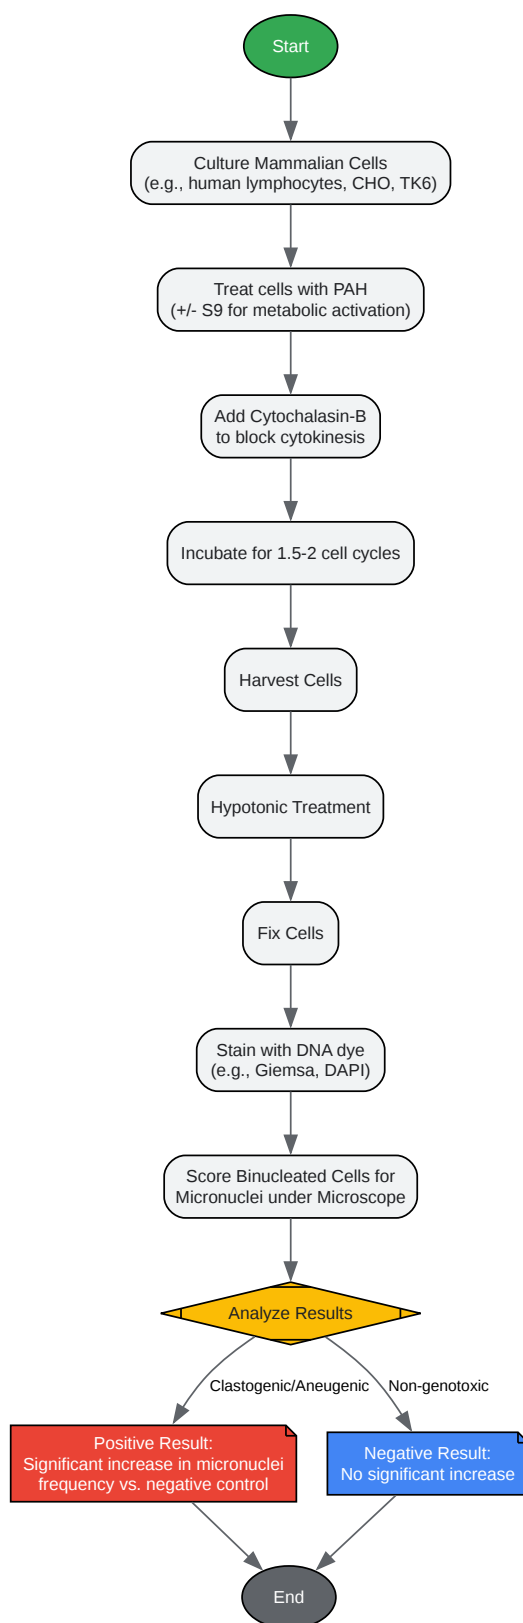 Start
Culture Mammalian Cells
(e.g., human lymphocytes, CHO, TK6)
Treat cells with PAH
(+/- S9 for metabolic activation)
Add Cytochalasin-B
to block cytokinesis
Incubate for 1.5-2 cell cycles
Harvest Cells
Hypotonic Treatment
Fix Cells
Stain with DNA dye
(e.g., Giemsa, DAPI)
Score Binucleated Cells for
Micronuclei under Microscope
Analyze Results
Clastogenic/Aneugenic
Non-genotoxic
Positive Result:
Significant increase in micronuclei
frequency vs. negative control
Negative Result:
No significant increase
End